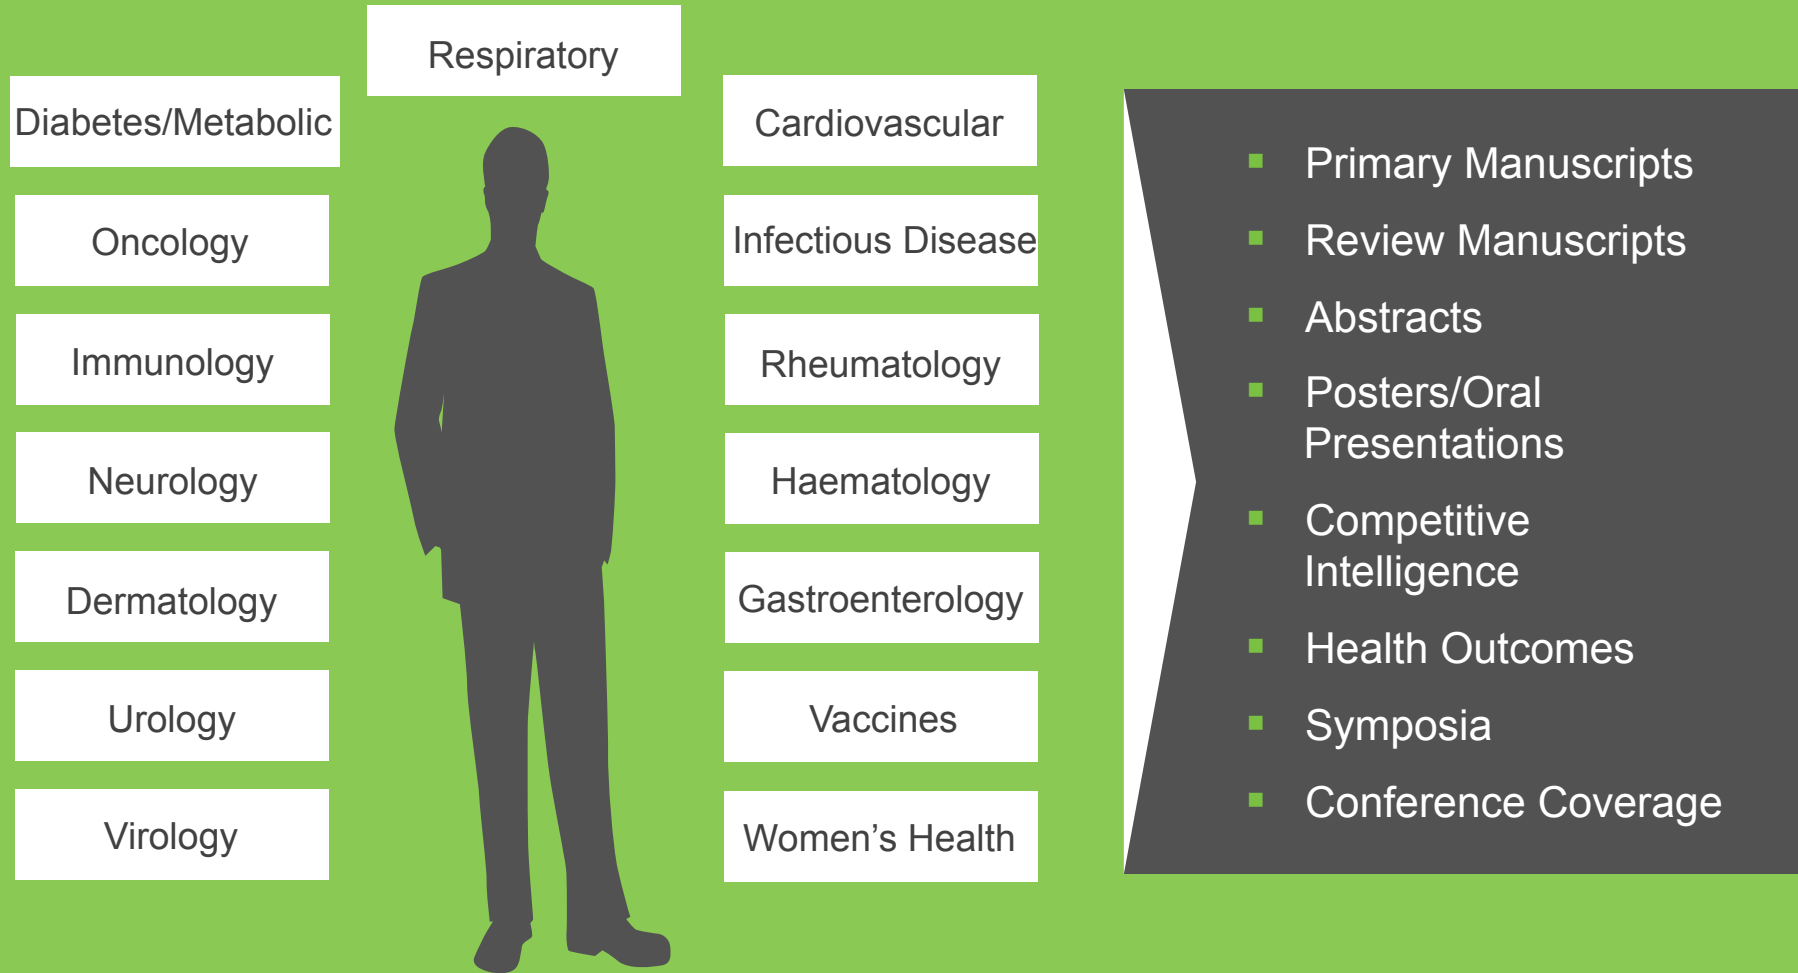 Respiratory
Diabetes/Metabolic
Oncology
Immunology
Neurology
Dermatology
Urology
Virology
Cardiovascular
Infectious Disease
Rheumatology
Haematology
Gastroenterology
Vaccines
Women’s Health
▪ Primary Manuscripts
▪ Review Manuscripts
▪ Abstracts
▪ Posters/Oral
Presentations
▪ Competitive
Intelligence
▪ Health Outcomes
▪ Symposia
▪ Conference Coverage